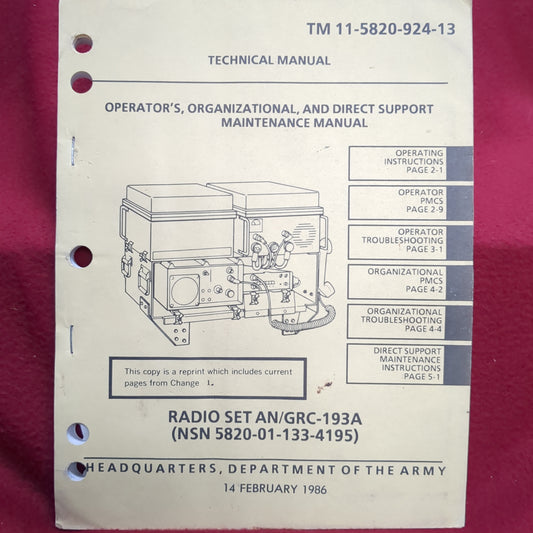 TM 11-5820-924-13
TECHNICAL MANUAL
OPERATOR'S, ORGANIZATIONAL, AND DIRECT SUPPORT
MAINTENANCE MANUAL
OPERATING
INSTRUCTIONS
PAGE 2-1
OPERATOR
PMCS
PAGE 2-9
OPERATOR
TROUBLESHOOTING
PAGE 3-1
ORGANIZATIONAL
PMCS
PAGE 4-2
ORGANIZATIONAL
TROUBLESHOOTING
PAGE 4-4
DIRECT SUPPORT
MAINTENANCE
INSTRUCTIONS
PAGE 5-1
This copy is a reprint which includes current
pages from Change 1.
RADIO SET AN/GRC-193A
(NSN 5820-01-133-4195)
HEADQUARTERS, DEPARTMENT OF THE ARMY
14 FEBRUARY 1986